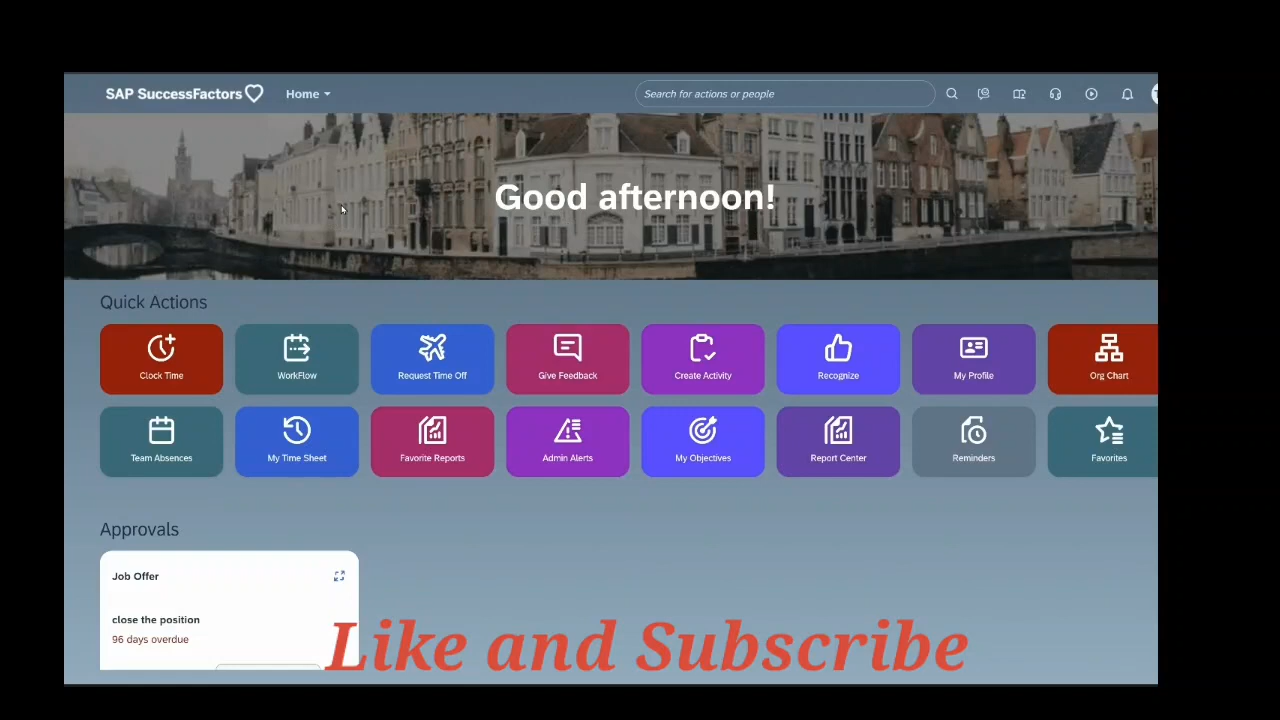 SAP SuccessFactors Home Search for actions or people
Good afternoon!
Quick Actions
Clock Time WorkFlow Request Time Off Give Feedback Create Activity Recognize My Profile Org Chart
Team Absences My Time Sheet Favorite Reports Admin Alerts My Objectives Report Center Reminders Favorites
Approvals
Job Offer
close the position
96 days overdue
Like and Subscribe